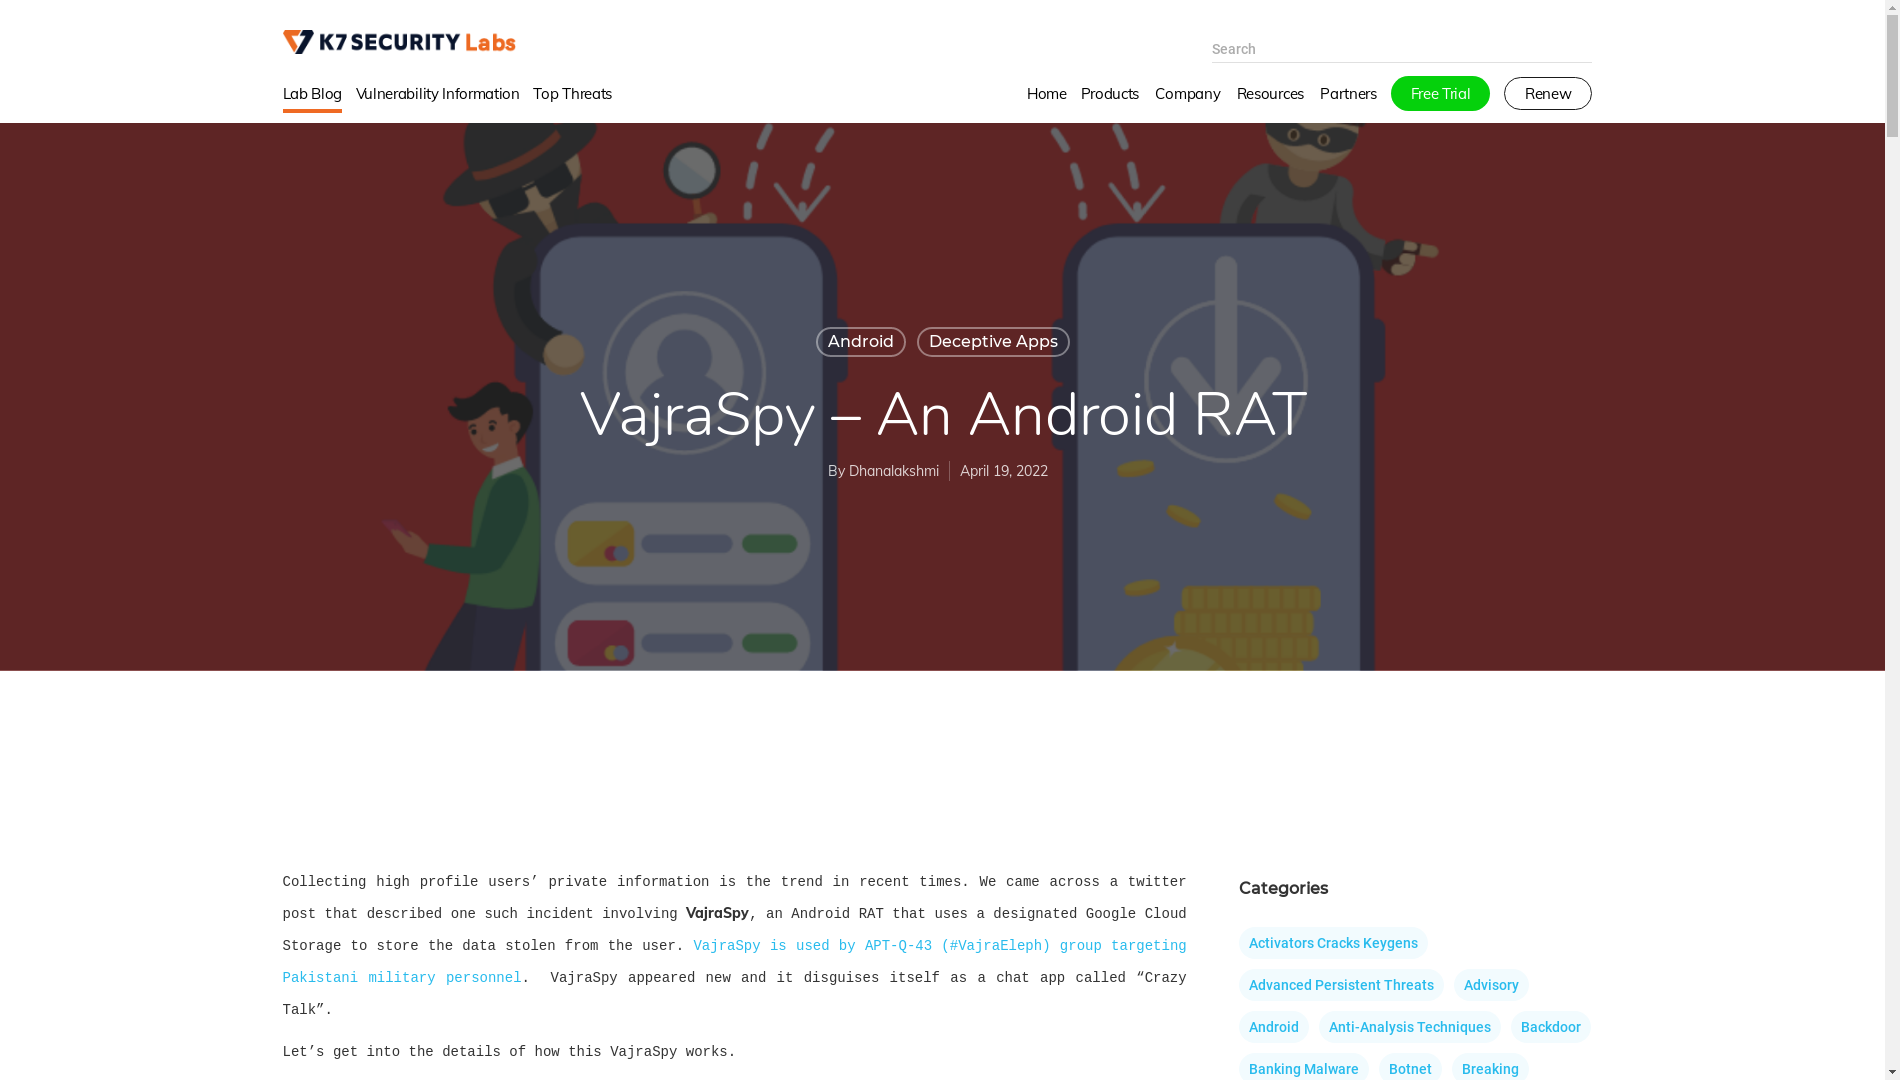 K7 SECURITY Labs
Search
Lab Blog Vulnerability Information Top Threats
Home Products Company Resources Partners Free Trial Renew
Android Deceptive Apps
VajraSpy – An Android RAT
By Dhanalakshmi April 19, 2022
Collecting high profile users’ private information is the trend in recent times. We came across a twitter
post that described one such incident involving VajraSpy, an Android RAT that uses a designated Google Cloud
Storage to store the data stolen from the user. VajraSpy is used by APT-Q-43 (#VajraEleph) group targeting
Pakistani military personnel. VajraSpy appeared new and it disguises itself as a chat app called “Crazy
Talk”.
Let’s get into the details of how this VajraSpy works.
Categories
Activators Cracks Keygens
Advanced Persistent Threats Advisory
Android Anti-Analysis Techniques Backdoor
Banking Malware Botnet Breaking